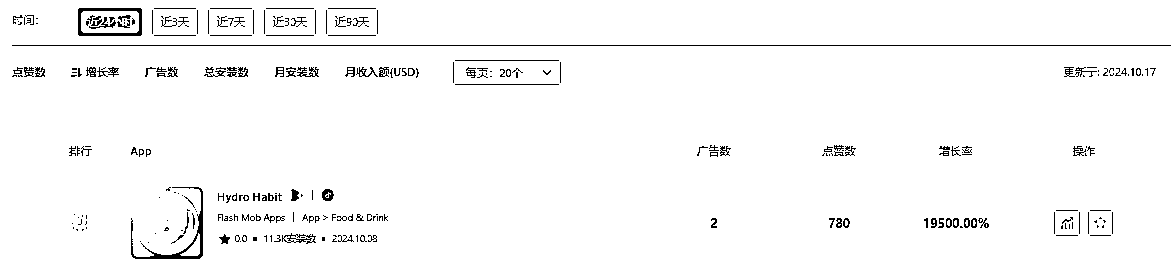 时间： 近24小时 近3天 近7天 近30天 近90天
点赞数 增长率 广告数 总安装数 月安装数 月收入额(USD) 每页：20个 更新于: 2024.10.17
排行 App 广告数 点赞数 增长率 操作
Hydro Habit
Flash Mob Apps | App > Food & Drink 2 780 19500.00%
0.0 ▪ 11.3K安装数 ▪ 2024.10.08